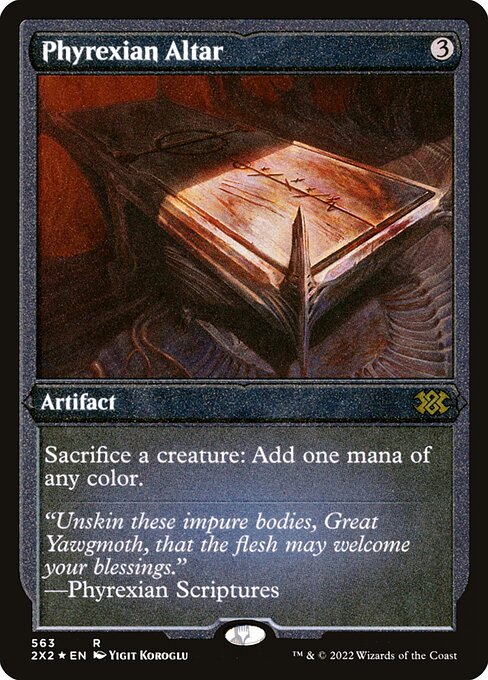 Phyrexian Altar 3
Artifact
Sacrifice a creature: Add one mana of
any color.
“Unskin these impure bodies, Great
Yawgmoth, that the flesh may welcome
your blessings.”
—Phyrexian Scriptures
563 R
2X2 ★ EN Yigit Koroglu ™ & © 2022 Wizards of the Coast